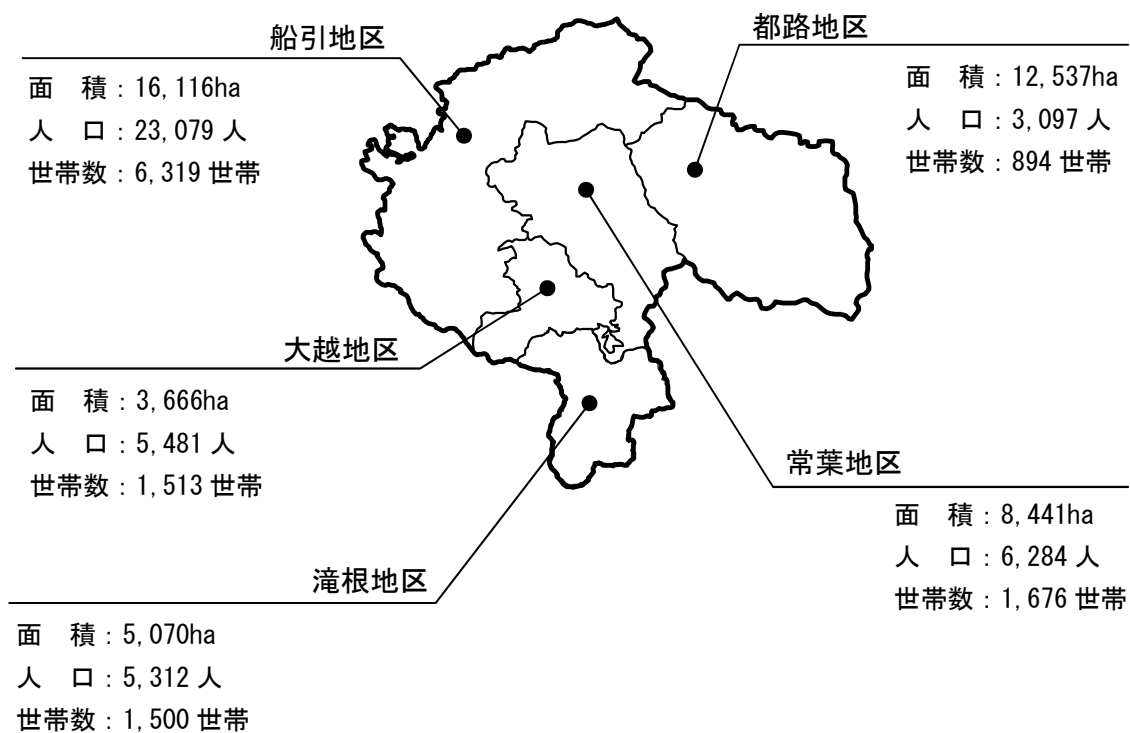 船引地区
面　積：16,116ha
人　口：23,079 人
世帯数：6,319 世帯
都路地区
面　積：12,537ha
人　口：3,097 人
世帯数：894 世帯
大越地区
面　積：3,666ha
人　口：5,481 人
世帯数：1,513 世帯
常葉地区
面　積：8,441ha
人　口：6,284 人
世帯数：1,676 世帯
滝根地区
面　積：5,070ha
人　口：5,312 人
世帯数：1,500 世帯